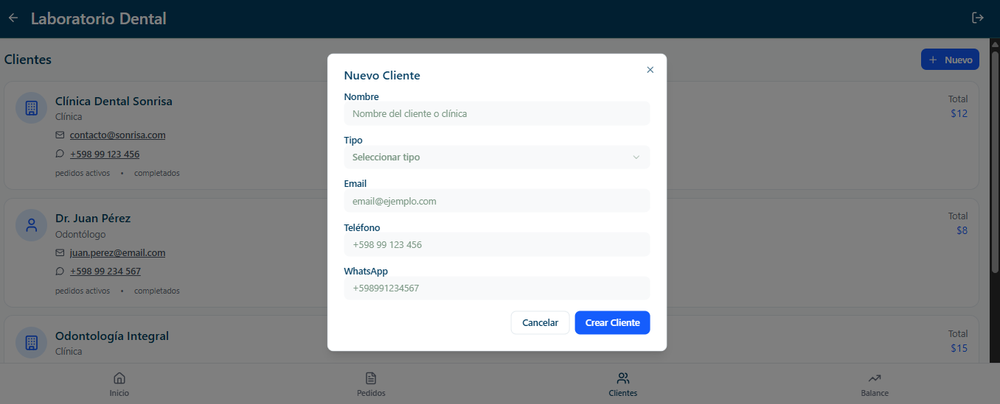 Laboratorio Dental
Clientes
+ Nuevo
Clínica Dental Sonrisa
Clínica
contacto@sonrisa.com
+598 99 123 456
pedidos activos • completados
Total
$12
Dr. Juan Pérez
Odontólogo
juan.perez@email.com
+598 99 234 567
pedidos activos • completados
Total
$8
Odontología Integral
Clínica
Total
$15
Nuevo Cliente
Nombre
Nombre del cliente o clínica
Tipo
Seleccionar tipo
Email
email@ejemplo.com
Teléfono
+598 99 123 456
WhatsApp
+598991234567
Cancelar
Crear Cliente
Inicio
Pedidos
Clientes
Balance